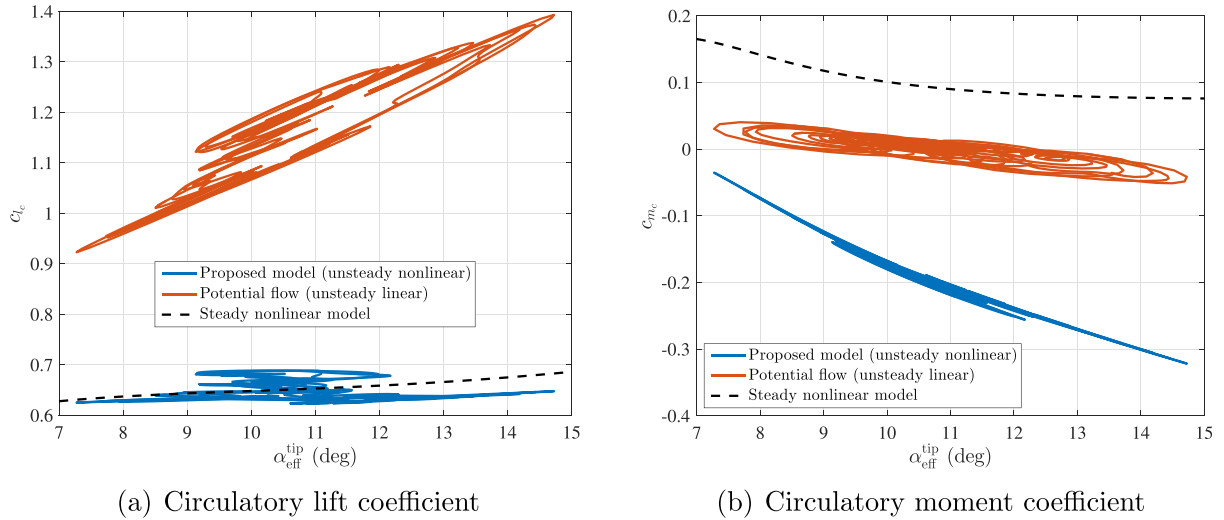 1.4
1.3
1.2
1.1
1
0.9
0.8
0.7
0.6
c_{l_c}
Proposed model (unsteady nonlinear)
Potential flow (unsteady linear)
Steady nonlinear model
7 8 9 10 11 12 13 14 15
α_{eff}^{tip} (deg)
(a) Circulatory lift coefficient
0.2
0.1
0
-0.1
-0.2
-0.3
-0.4
c_{m_c}
Proposed model (unsteady nonlinear)
Potential flow (unsteady linear)
Steady nonlinear model
7 8 9 10 11 12 13 14 15
α_{eff}^{tip} (deg)
(b) Circulatory moment coefficient